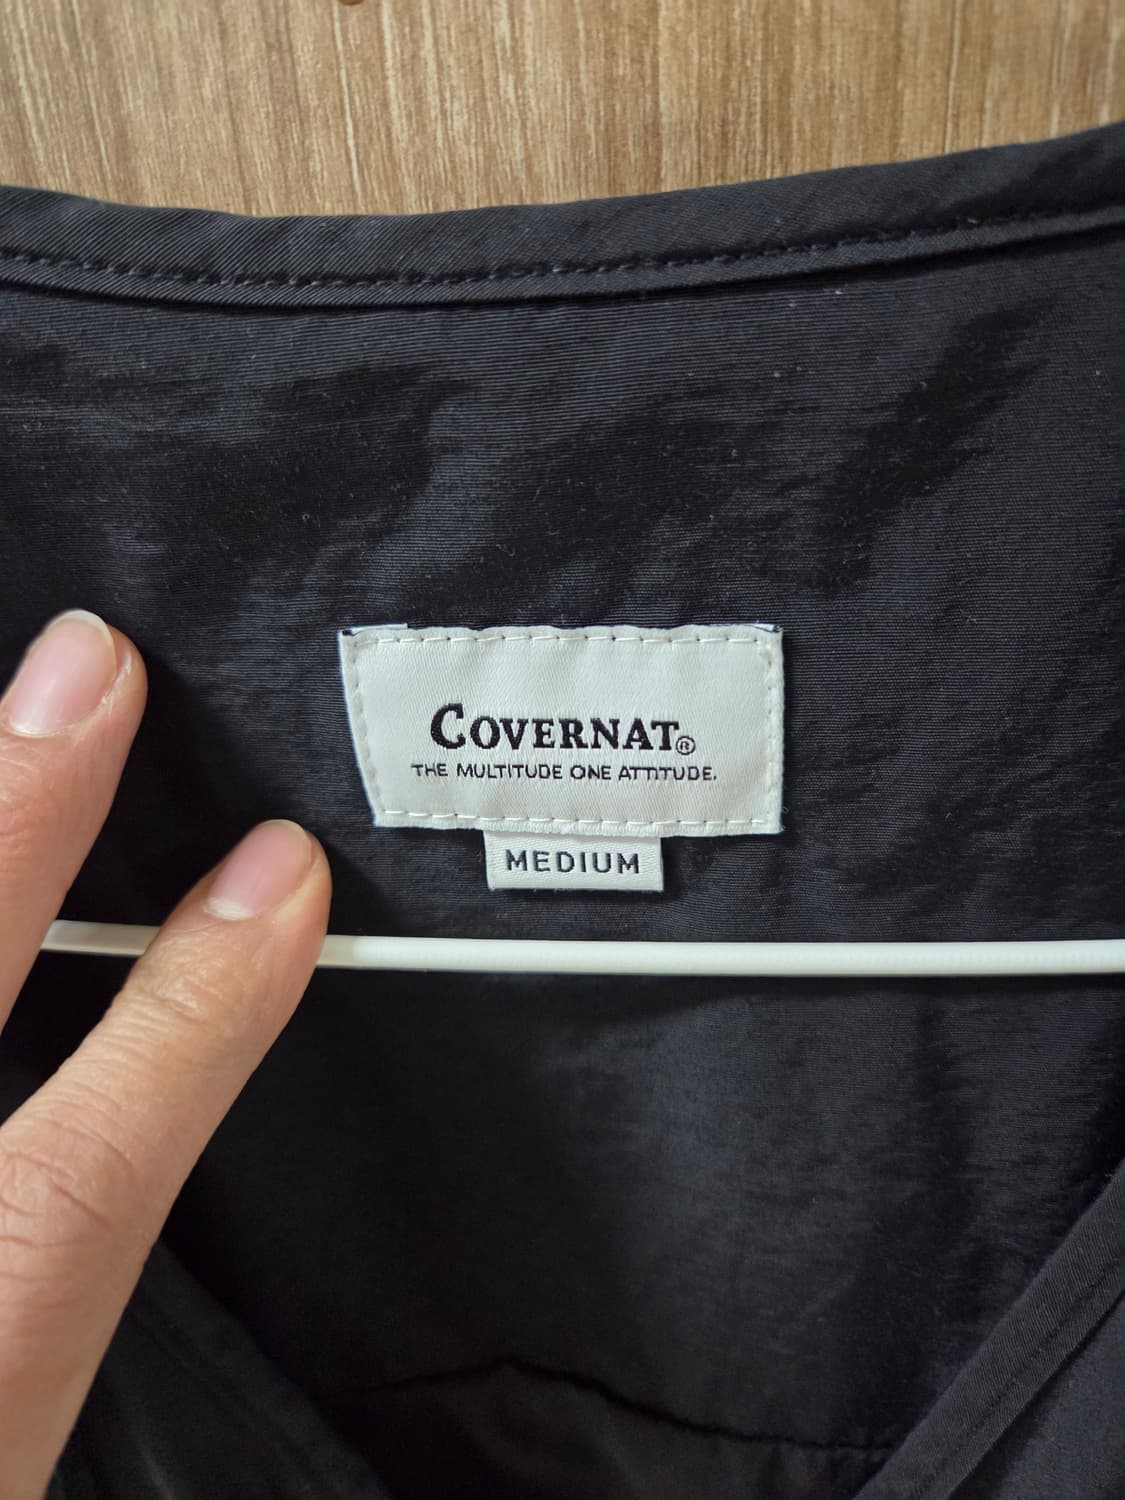 COVERNAT®
THE MULTITUDE ONE ATTITUDE.
MEDIUM